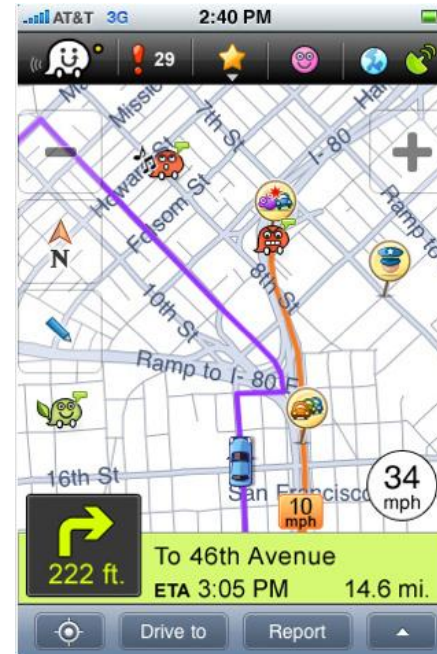 AT&T 3G 2:40 PM
29
Mission St
7th St
Howard St
Folsom St
I- 80
Ramp to
8th St
N
10th St
Ramp to I- 80 E
16th St
San Francisco
34
mph
10
mph
222 ft.
To 46th Avenue
ETA 3:05 PM 14.6 mi.
Drive to Report